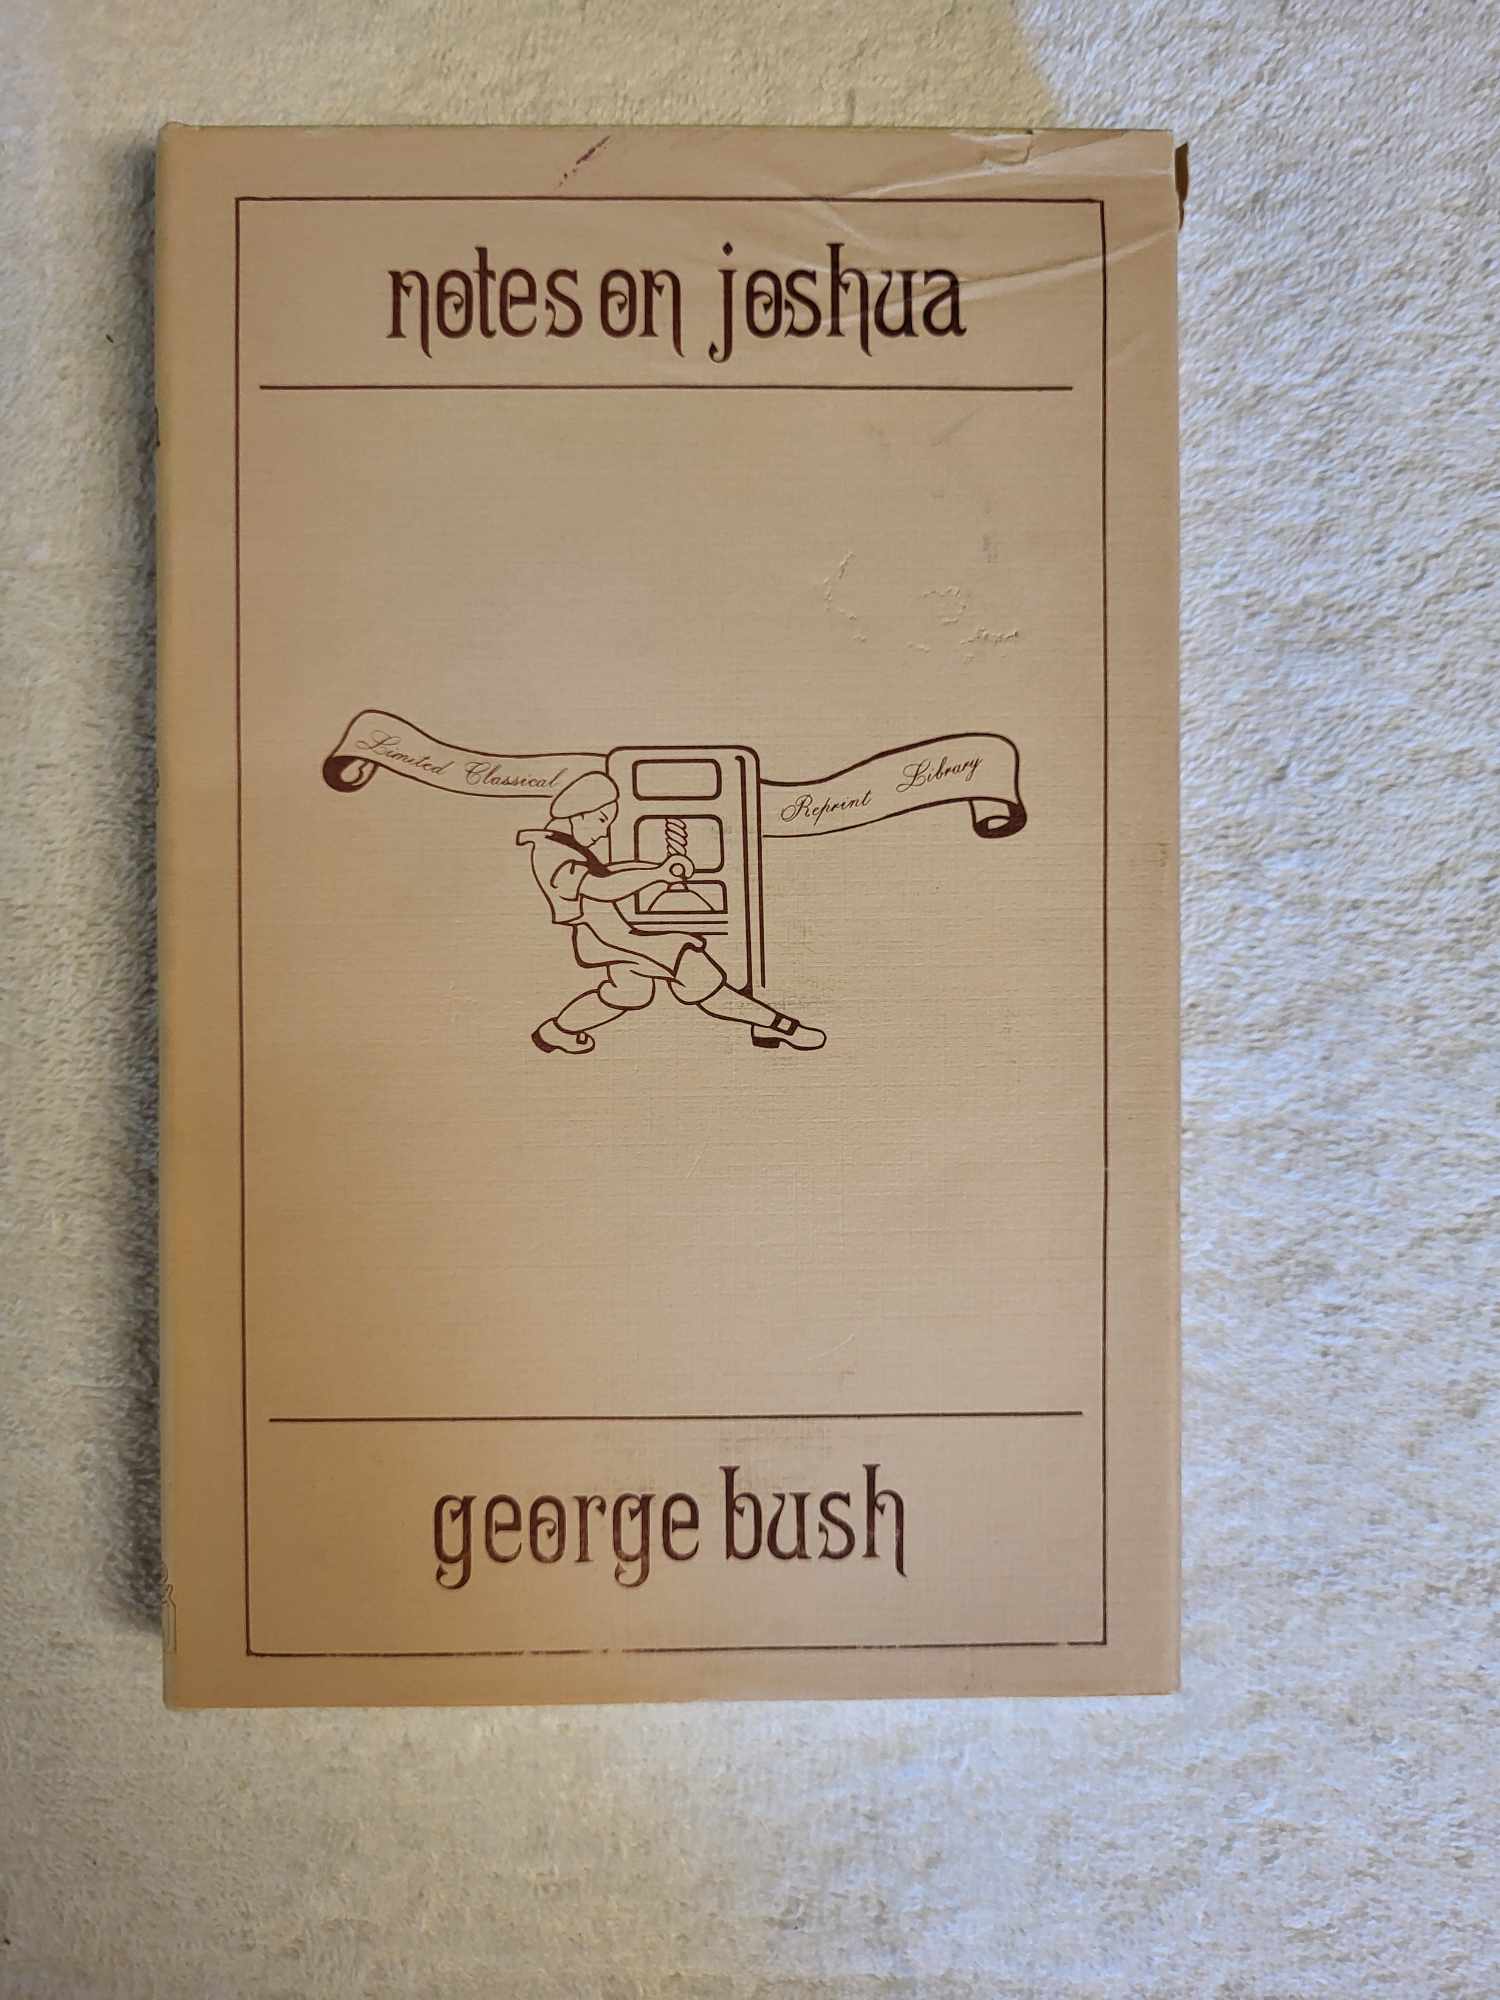 notes on joshua
Limited Classical Reprint Library
george bush